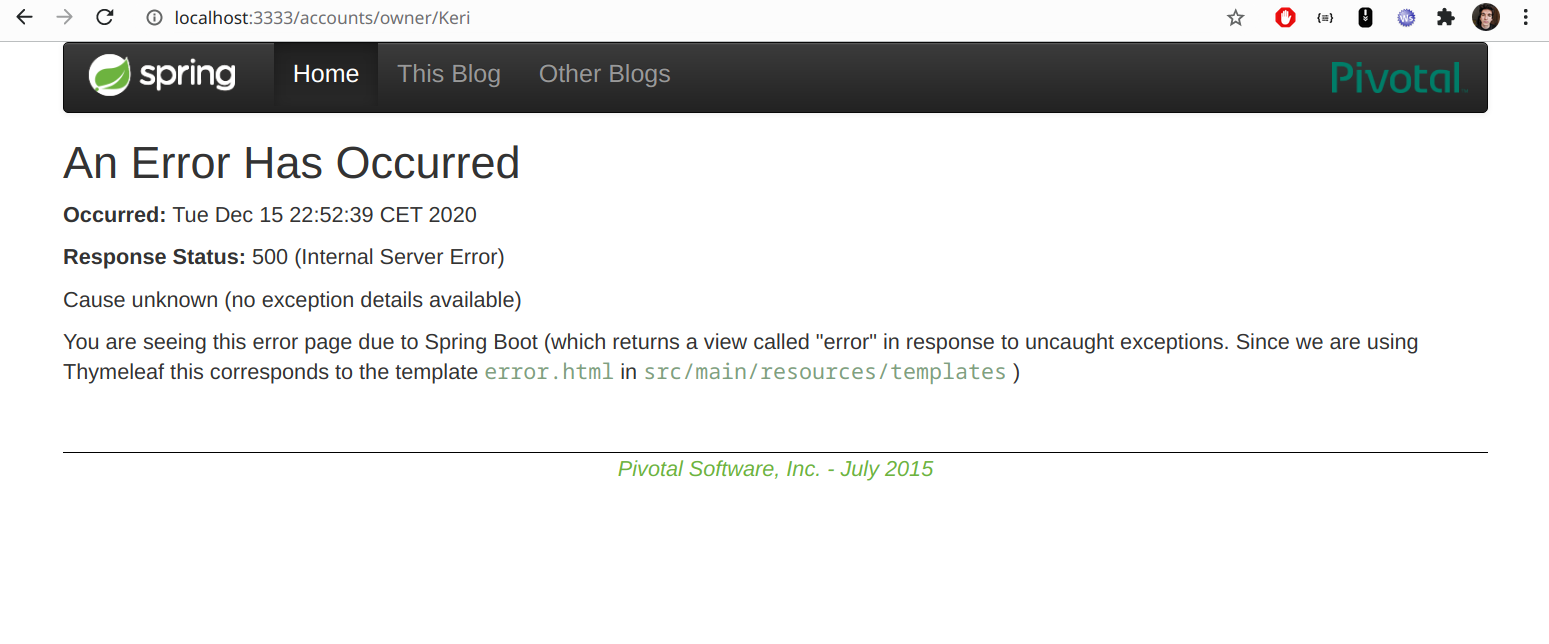 localhost:3333/accounts/owner/Keri
spring Home This Blog Other Blogs Pivotal
An Error Has Occurred
Occurred: Tue Dec 15 22:52:39 CET 2020
Response Status: 500 (Internal Server Error)
Cause unknown (no exception details available)
You are seeing this error page due to Spring Boot (which returns a view called "error" in response to uncaught exceptions. Since we are using
Thymeleaf this corresponds to the template error.html in src/main/resources/templates )
Pivotal Software, Inc. - July 2015